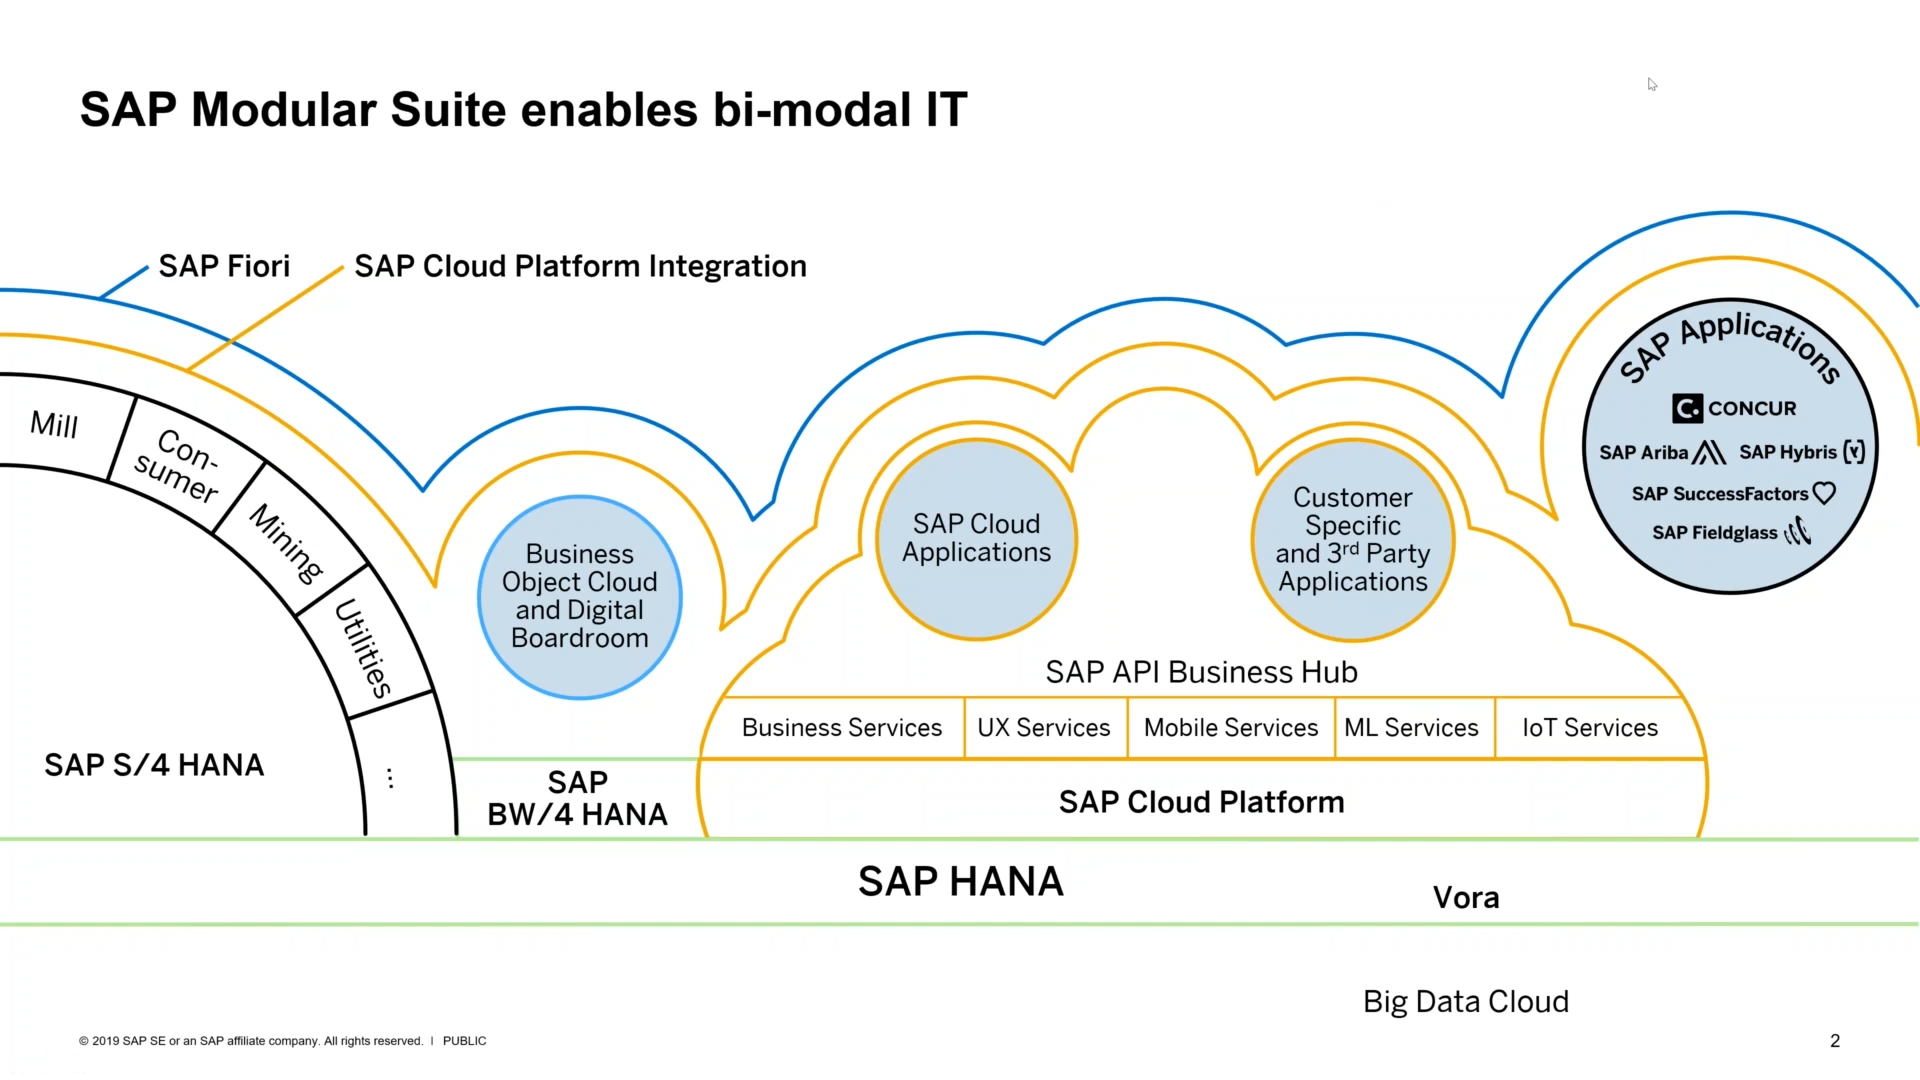 SAP Modular Suite enables bi-modal IT
SAP Fiori
SAP Cloud Platform Integration
Mill
Con-
sumer
Mining
Utilities
...
SAP S/4 HANA
Business
Object Cloud
and Digital
Boardroom
SAP
BW/4 HANA
SAP Cloud
Applications
Customer
Specific
and 3rd Party
Applications
SAP API Business Hub
Business Services
UX Services
Mobile Services
ML Services
IoT Services
SAP Cloud Platform
SAP Applications
C. CONCUR
SAP Ariba
SAP Hybris
SAP SuccessFactors
SAP Fieldglass
SAP HANA
Vora
Big Data Cloud
© 2019 SAP SE or an SAP affiliate company. All rights reserved. | PUBLIC
2